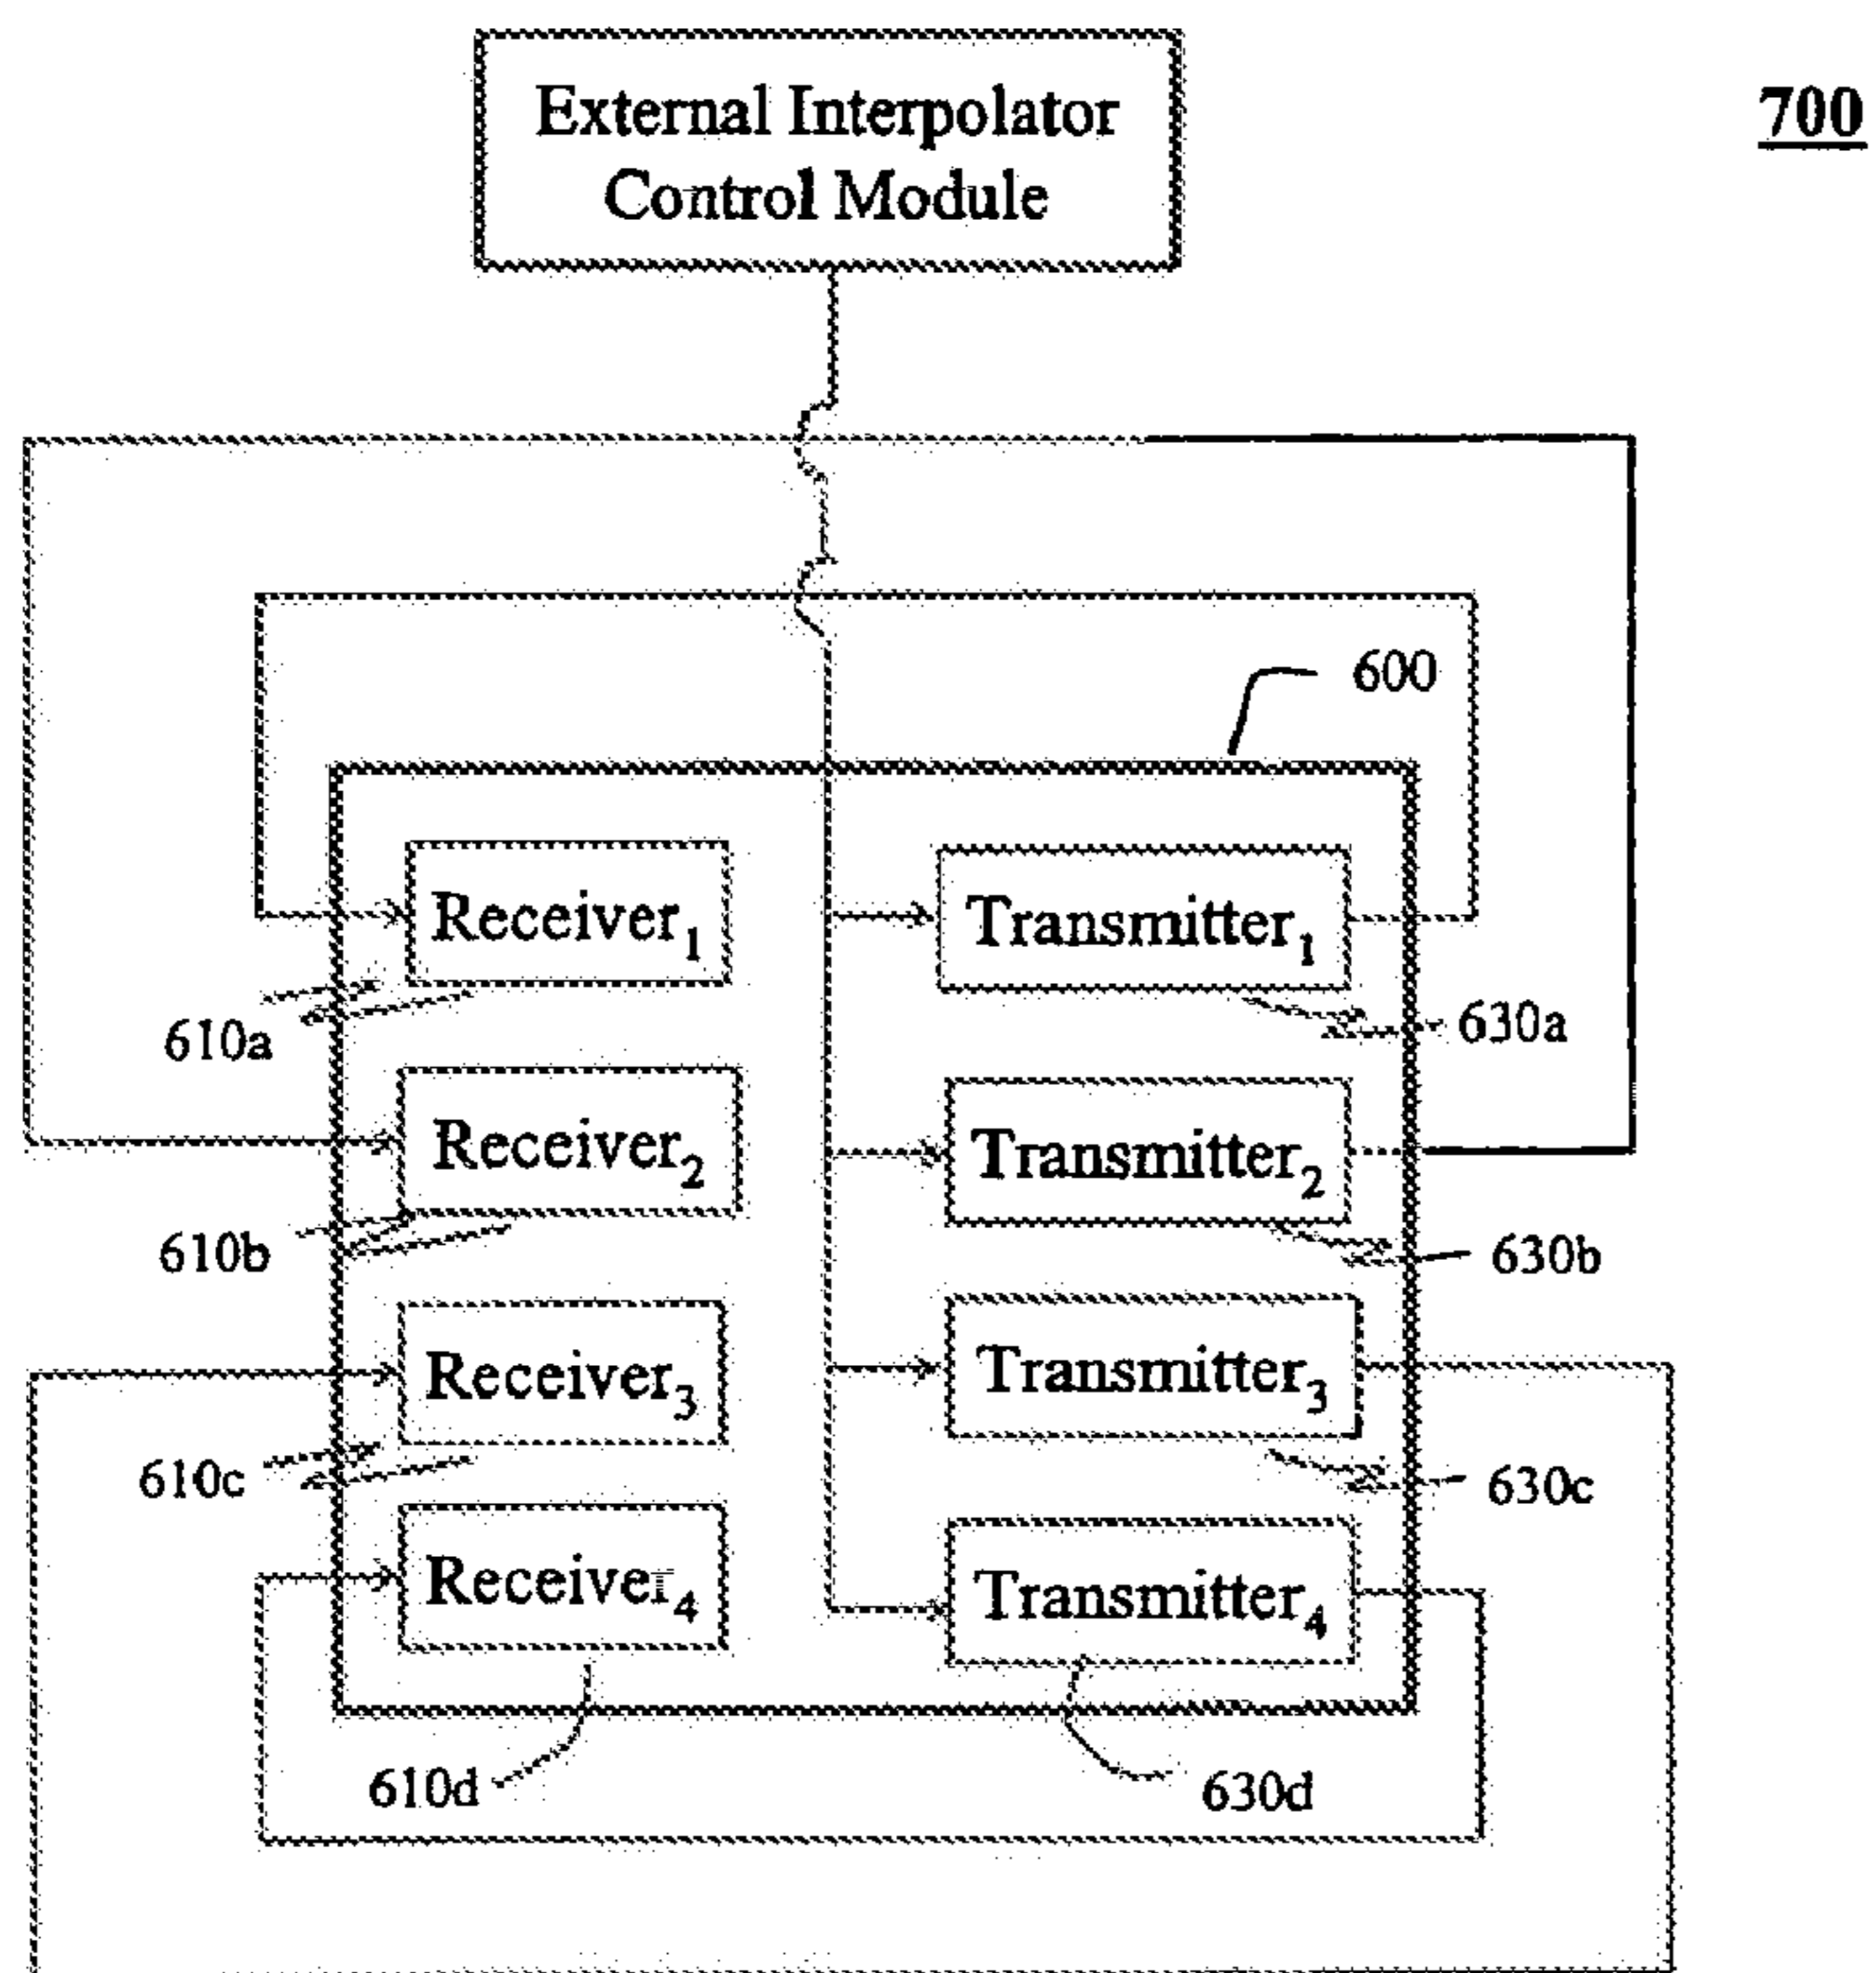 External Interpolator
Control Module
700
600
Receiver1
Transmitter1
610a
630a
Receiver2
Transmitter2
610b
630b
Receiver3
Transmitter3
610c
630c
Receiver4
Transmitter4
610d
630d